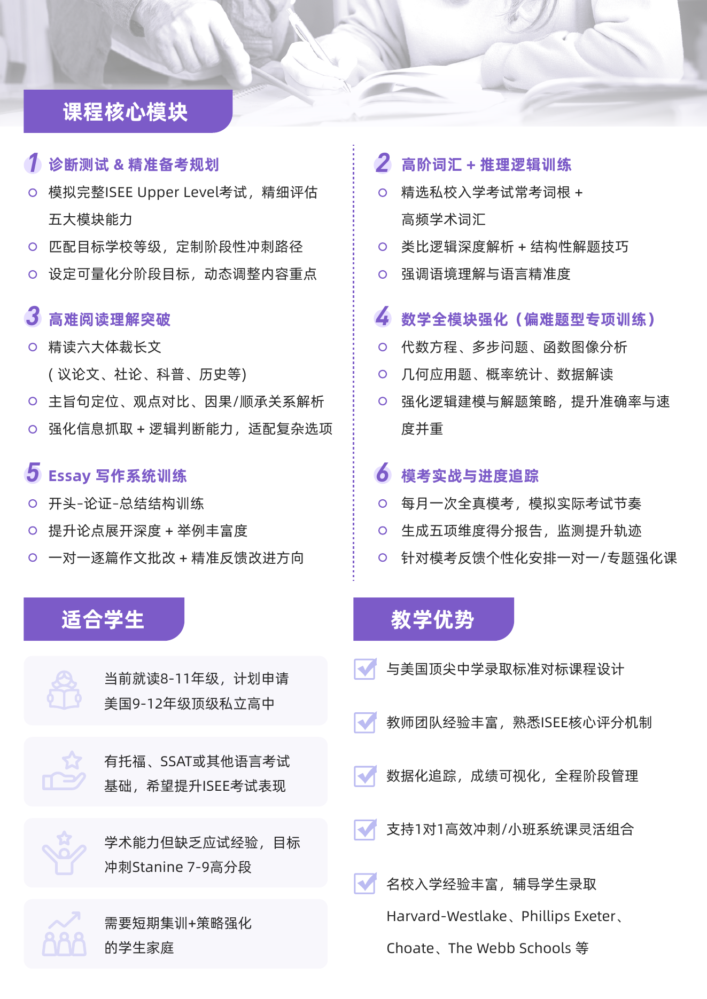 课程核心模块
1 诊断测试 & 精准备考规划
模拟完整ISEE Upper Level考试，精细评估
五大模块能力
匹配目标学校等级，定制阶段性冲刺路径
设定可量化分阶段目标，动态调整内容重点
2 高阶词汇 + 推理逻辑训练
精选私校入学考试常考词根 +
高频学术词汇
类比逻辑深度解析 + 结构性解题技巧
强调语境理解与语言精准度
3 高难阅读理解突破
精读六大体裁长文
( 议论文、社论、科普、历史等)
主旨句定位、观点对比、因果/顺承关系解析
强化信息抓取 + 逻辑判断能力，适配复杂选项
4 数学全模块强化（偏难题型专项训练）
代数方程、多步问题、函数图像分析
几何应用题、概率统计、数据解读
强化逻辑建模与解题策略，提升准确率与速
度并重
5 Essay 写作系统训练
开头-论证-总结结构训练
提升论点展开深度 + 举例丰富度
一对一逐篇作文批改 + 精准反馈改进方向
6 模考实战与进度追踪
每月一次全真模考，模拟实际考试节奏
生成五项维度得分报告，监测提升轨迹
针对模考反馈个性化安排一对一/专题强化课
适合学生
当前就读8-11年级，计划申请
美国9-12年级顶级私立高中
有托福、SSAT或其他语言考试
基础，希望提升ISEE考试表现
学术能力但缺乏应试经验，目标
冲刺Stanine 7-9高分段
需要短期集训+策略强化
的学生家庭
教学优势
与美国顶尖中学录取标准对标课程设计
教师团队经验丰富，熟悉ISEE核心评分机制
数据化追踪，成绩可视化，全程阶段管理
支持1对1高效冲刺/小班系统课灵活组合
名校入学经验丰富，辅导学生录取
Harvard-Westlake、Phillips Exeter、
Choate、The Webb Schools 等